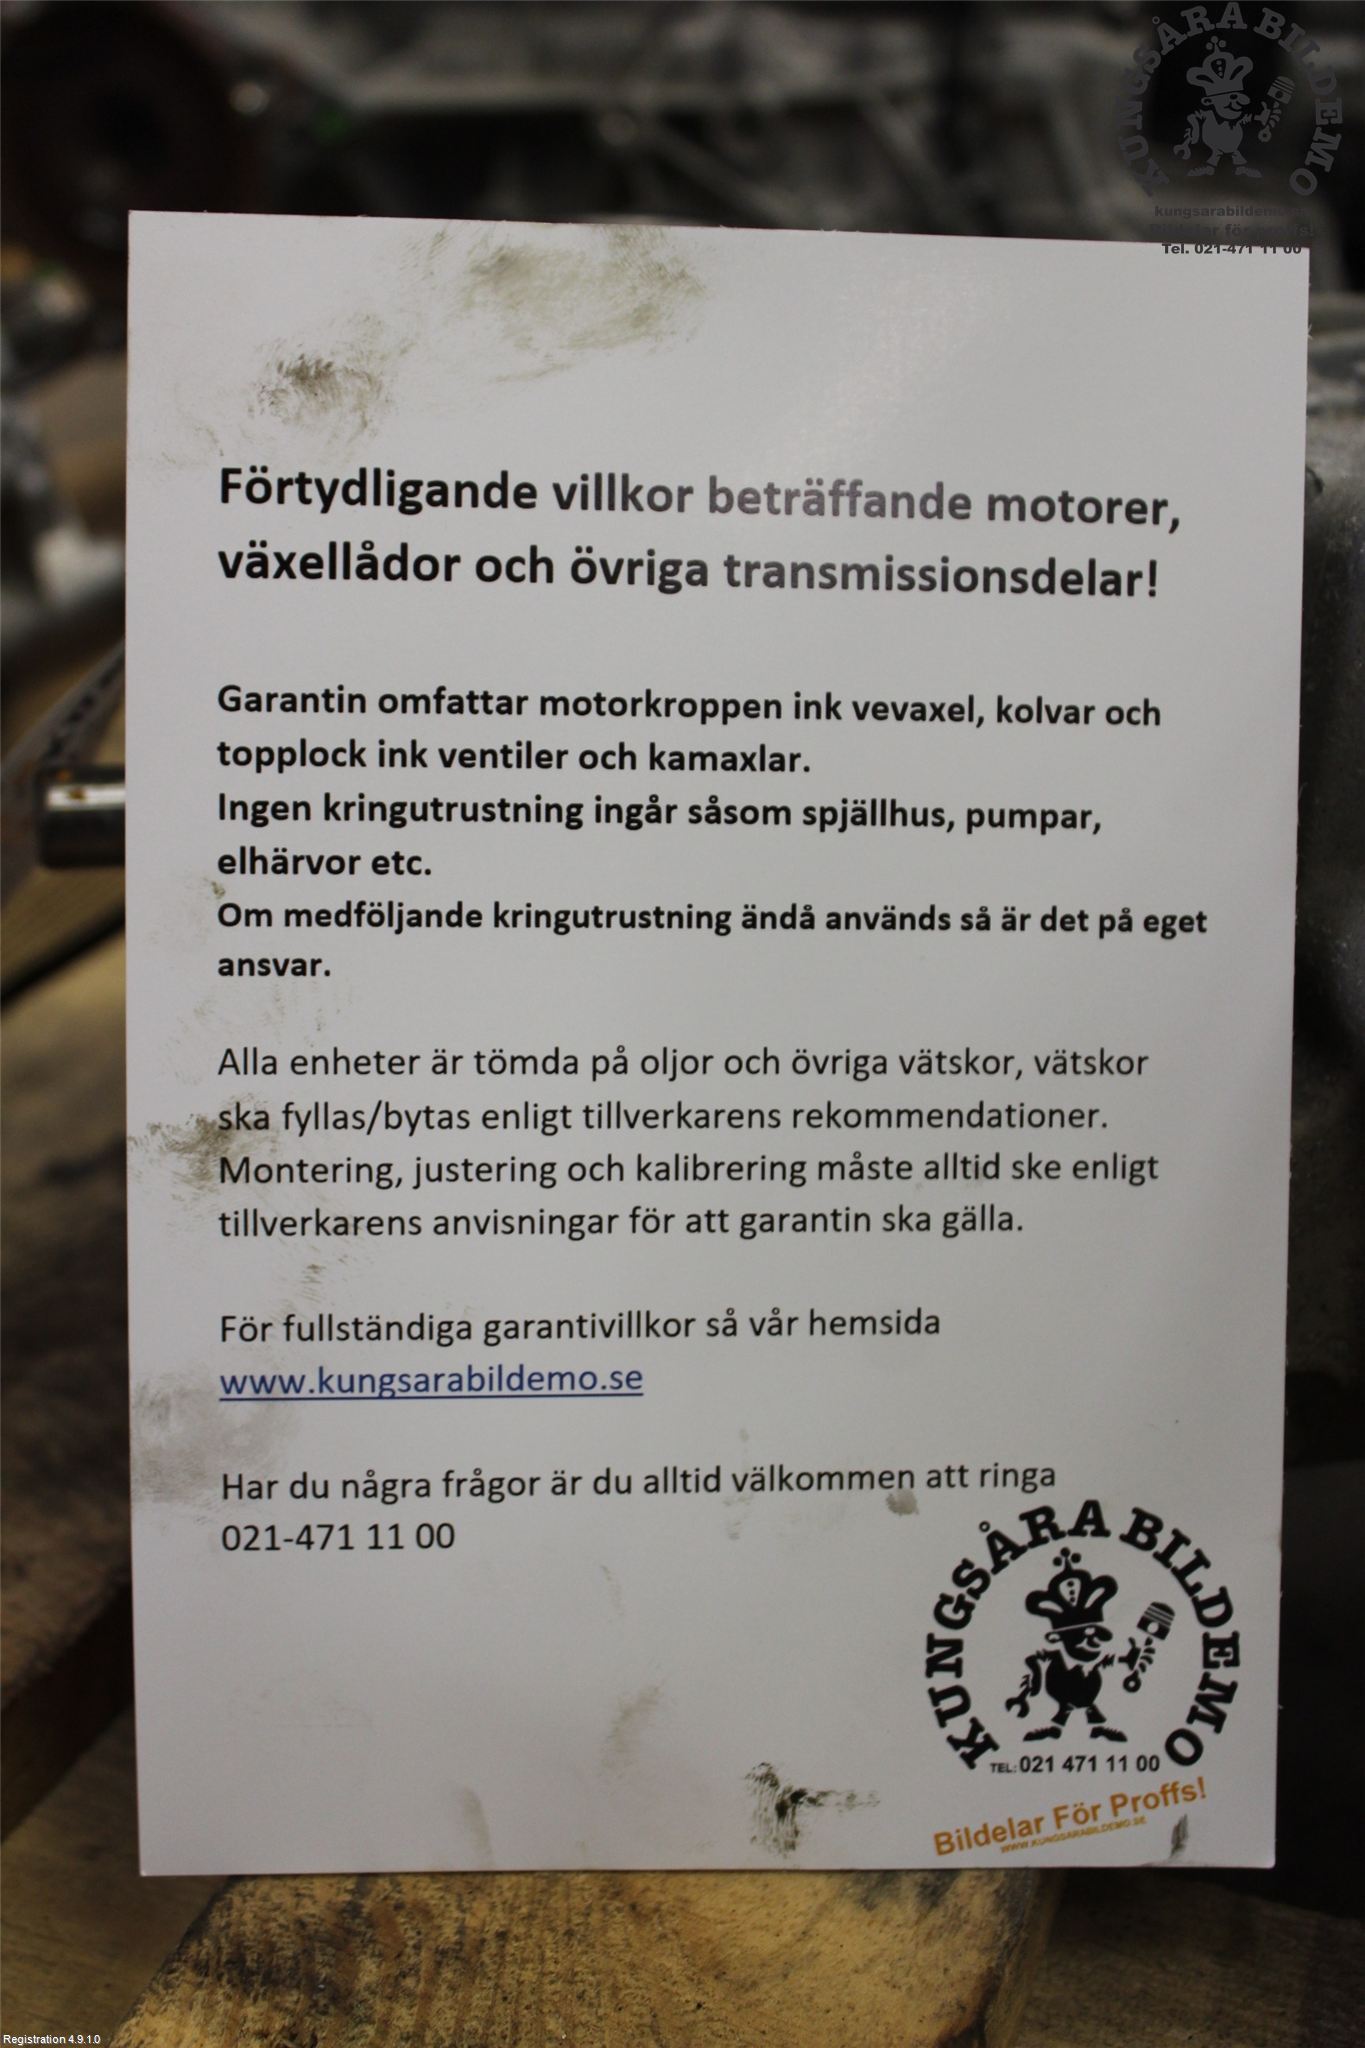 KUNGSÅRA BILDEMO
kungsarabildemo
Bildelar för proffs!
Tel. 021-471 11 00
Förtydligande villkor beträffande motorer,
växellådor och övriga transmissionsdelar!
Garantin omfattar motorkroppen ink vevaxel, kolvar och
topplock ink ventiler och kamaxlar.
Ingen kringutrustning ingår såsom spjällhus, pumpar,
elhärvor etc.
Om medföljande kringutrustning ändå används så är det på eget
ansvar.
Alla enheter är tömda på oljor och övriga vätskor, vätskor
ska fyllas/bytas enligt tillverkarens rekommendationer.
Montering, justering och kalibrering måste alltid ske enligt
tillverkarens anvisningar för att garantin ska gälla.
För fullständiga garantivillkor så vår hemsida
www.kungsarabildemo.se
Har du några frågor är du alltid välkommen att ringa
021-471 11 00
KUNGSÅRA BILDEMO
TEL: 021 471 11 00
Bildelar För Proffs!
WWW.KUNGSARABILDEMO.SE
Registration 4.9.1.0